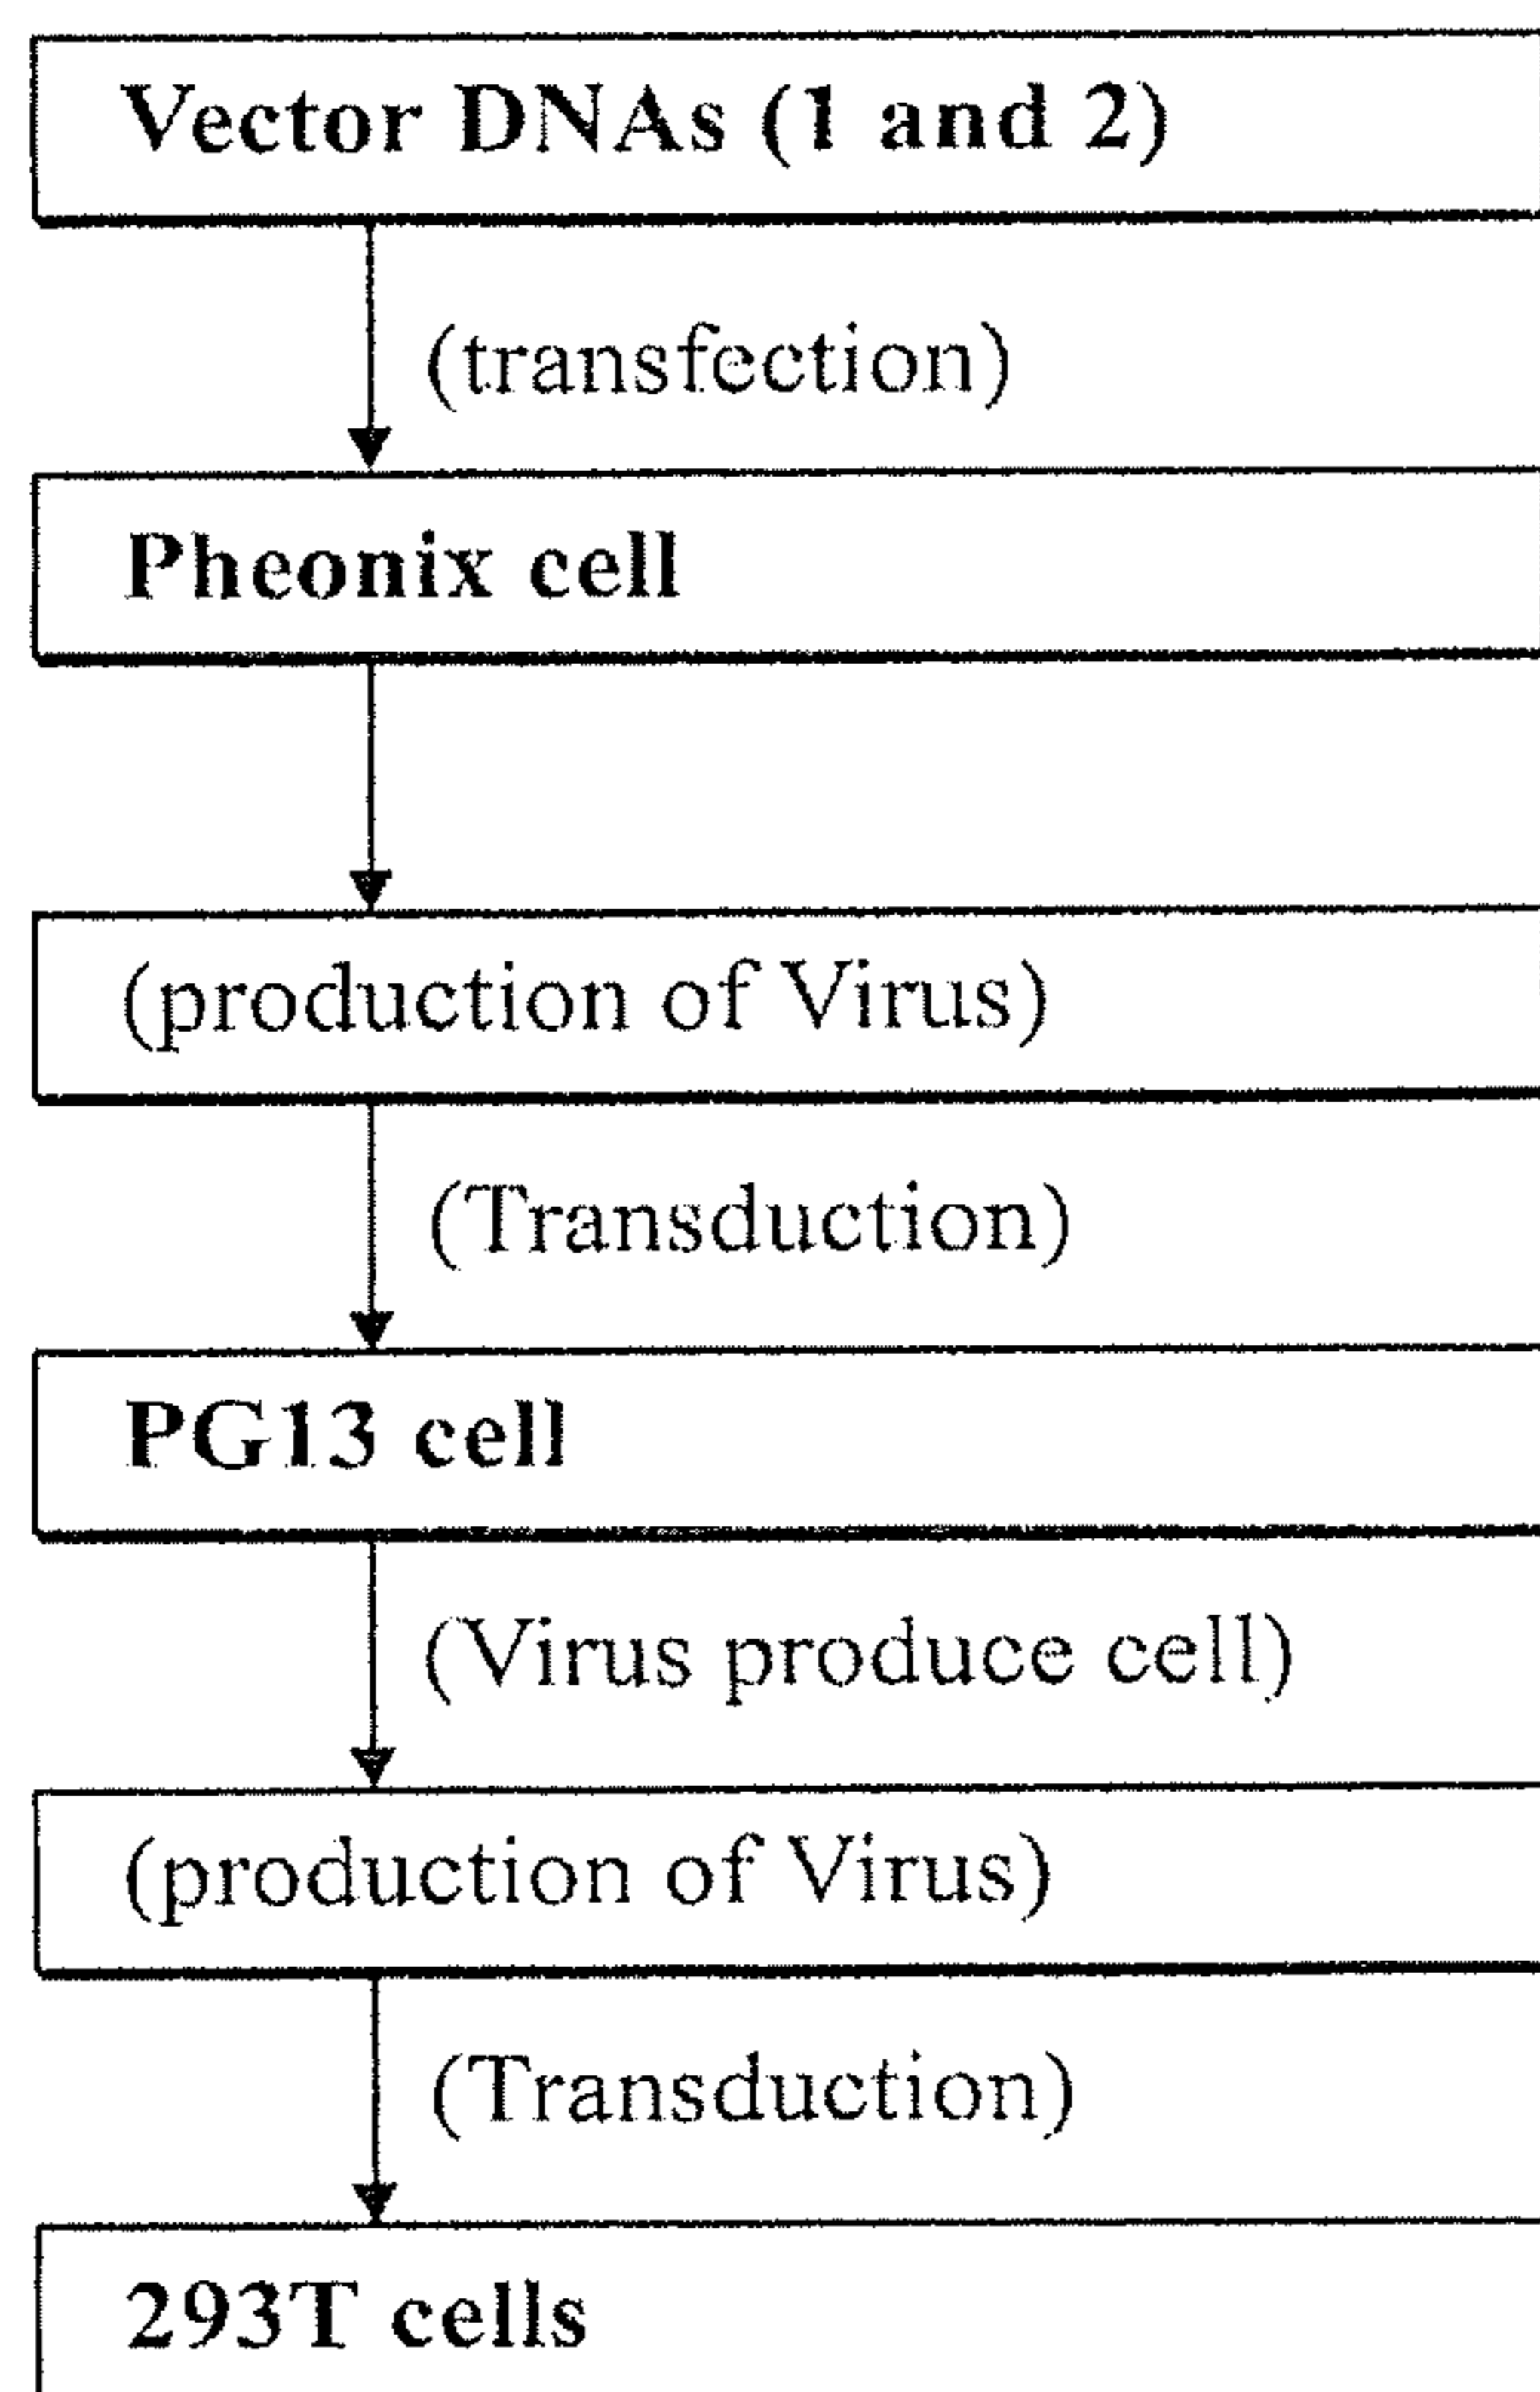 Vector DNAs (1 and 2)
(transfection)
Pheonix cell
(production of Virus)
(Transduction)
PG13 cell
(Virus produce cell)
(production of Virus)
(Transduction)
293T cells